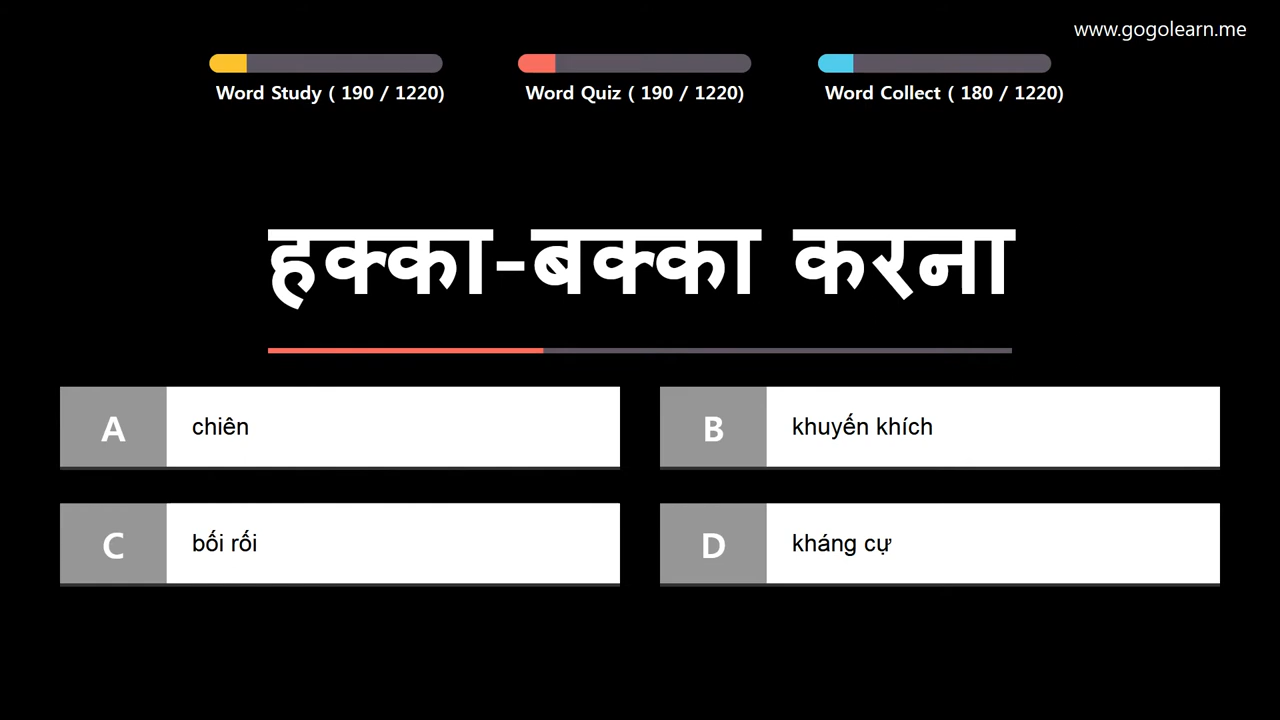 www.gogolearn.me
Word Study ( 190 / 1220)
Word Quiz ( 190 / 1220)
Word Collect ( 180 / 1220)
हक्का-बक्का करना
A chiên
B khuyến khích
C bối rối
D kháng cự